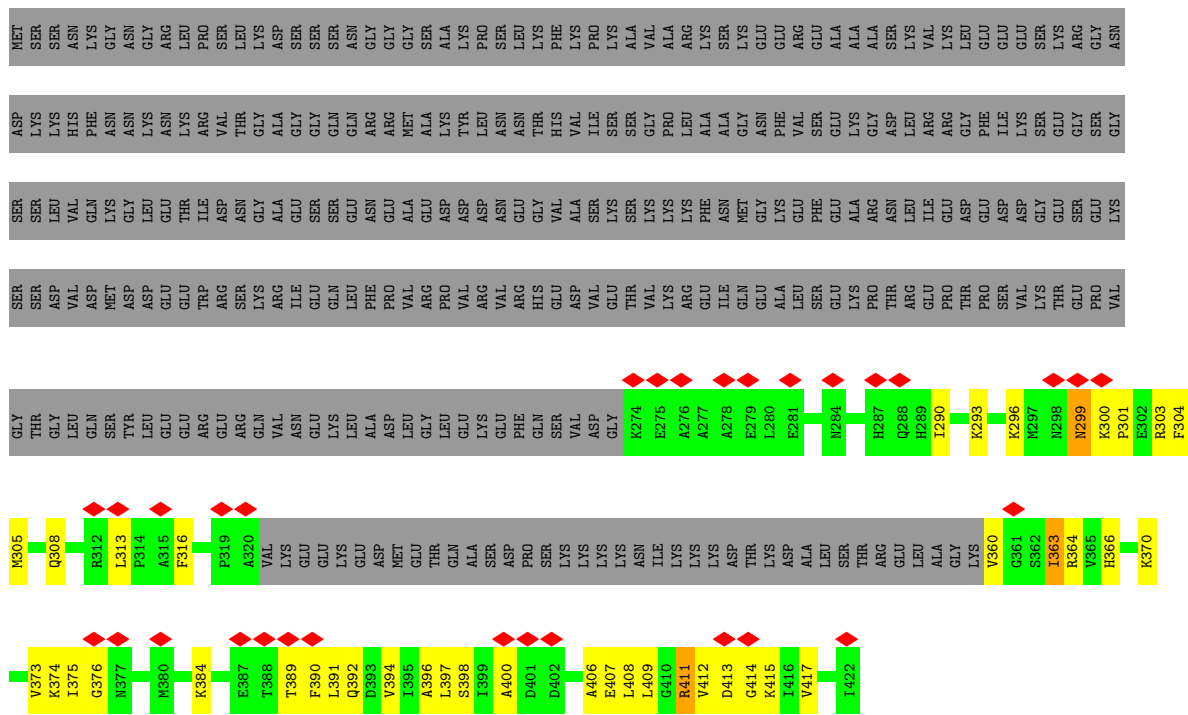 MET SER SER ASN LYS GLY ASN GLY ARG LEU PRO SER LEU LYS ASP SER SER SER ASN GLY GLY GLY SER ALA LYS PRO SER LEU LYS PHE LYS PRO LYS ALA VAL ALA ARG LYS SER LYS GLU GLU ARG GLU ALA ALA ALA SER LYS VAL LYS LEU GLU GLU GLU SER LYS ARG GLY ASN
ASP LYS LYS HIS PHE ASN ASN LYS ASN LYS ARG VAL THR GLY ALA GLY GLY GLN GLN ARG ARG MET ALA LYS TYR LEU ASN ASN THR HIS VAL ILE SER SER GLY PRO LEU ALA ALA GLY ASN PHE VAL SER GLU LYS GLY ASP LEU ARG ARG GLY PHE ILE LYS SER GLU GLY SER GLY
SER SER LEU VAL GLN LYS GLY LEU GLU THR ILE ASP ASN GLY ALA GLU SER SER GLU ASN GLU ALA GLU ASP ASP ASP ASN GLU GLY VAL ALA SER LYS SER LYS LYS LYS PHE ASN MET GLY LYS GLU PHE GLU ALA ARG ASN LEU ILE GLU ASP GLU ASP ASP GLY GLU SER GLU LYS
SER SER ASP VAL ASP MET ASP ASP GLU GLU TRP ARG SER LYS ARG ILE GLU GLN LEU PHE PRO VAL ARG PRO VAL ARG VAL ARG HIS GLU ASP VAL GLU THR VAL LYS ARG GLU ILE GLN GLU ALA LEU SER GLU LYS PRO THR ARG GLU PRO THR PRO SER VAL LYS THR GLU PRO VAL
GLY THR GLY LEU GLN SER TYR LEU GLU GLU ARG GLU ARG GLN VAL ASN GLU LYS LEU ALA ASP LEU GLY LEU GLU LYS GLU PHE GLN SER VAL ASP GLY K274 E275 A276 A277 A278 E279 L280 E281 N284 H287 Q288 H289 I290 K293 K296 M297 N298 N299 K300 P301 E302 R303 F304
M305 Q308 R312 L313 P314 A315 F316 P319 A320 VAL LYS GLU GLU LYS GLU ASP MET GLU THR GLN ALA SER ASP PRO SER LYS LYS LYS LYS ASN ILE LYS LYS LYS ASP THR LYS ASP ALA LEU SER THR ARG GLU LEU ALA GLY LYS V360 G361 S362 I363 R364 V365 H366 K370
V373 K374 I375 G376 N377 M380 K384 E387 T388 T389 F390 L391 Q392 D393 V394 I395 A396 L397 S398 I399 A400 D401 D402 A406 E407 L408 L409 G410 R411 V412 D413 G414 K415 I416 V417 I422